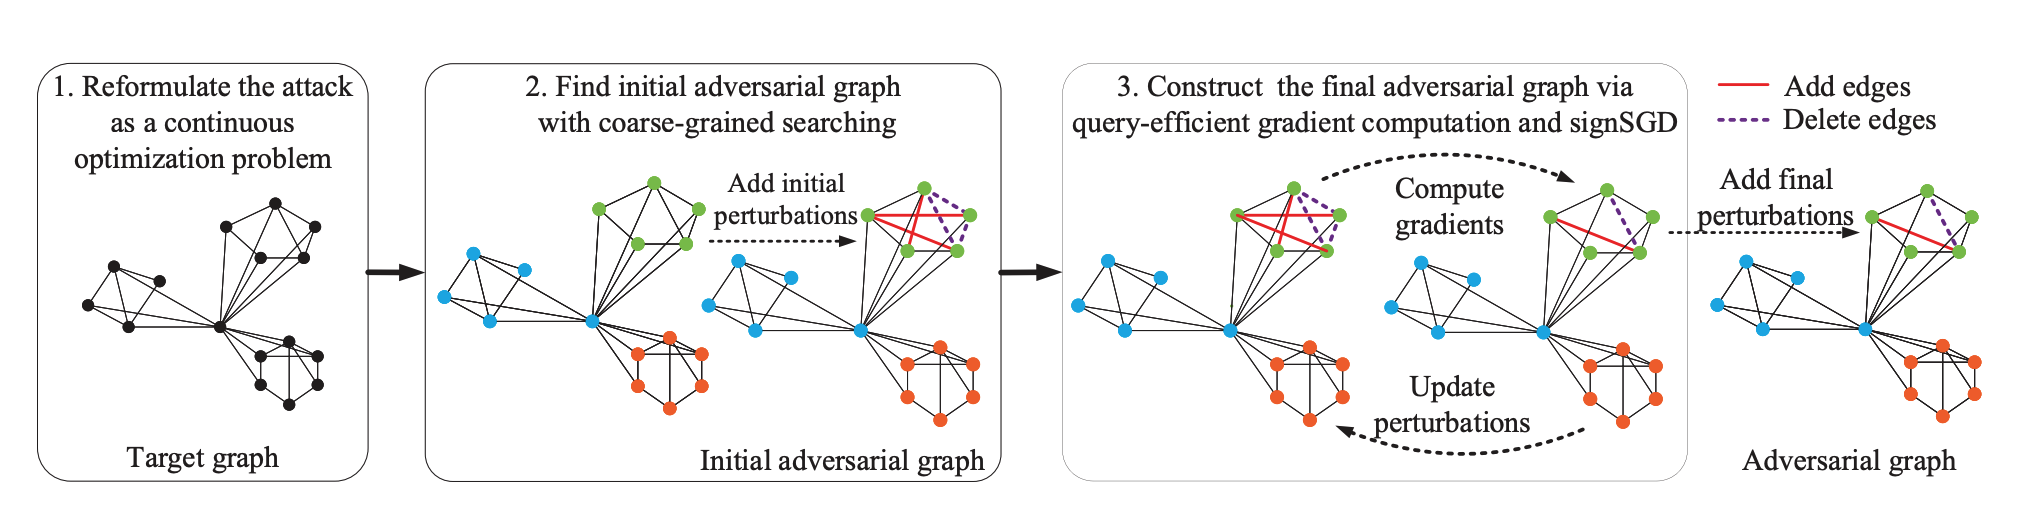 1. Reformulate the attack
as a continuous
optimization problem
Target graph
2. Find initial adversarial graph
with coarse-grained searching
Add initial
perturbations
Initial adversarial graph
3. Construct the final adversarial graph via
query-efficient gradient computation and signSGD
Compute
gradients
Update
perturbations
Add edges
Delete edges
Add final
perturbations
Adversarial graph